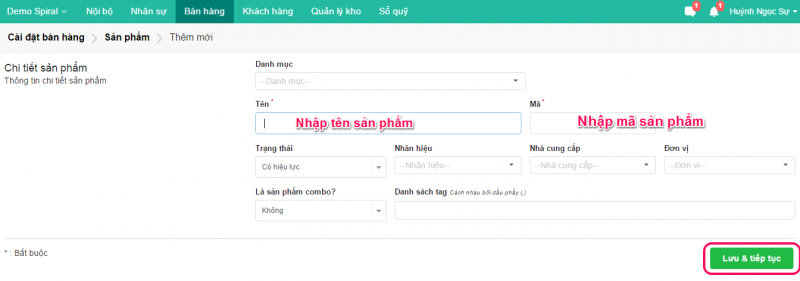 Demo Spiral Nội bộ Nhân sự Bán hàng Khách hàng Quản lý kho Sổ quỹ 1 1 Huỳnh Ngọc Sự
Cài đặt bán hàng Sản phẩm Thêm mới
Chi tiết sản phẩm
Thông tin chi tiết sản phẩm
Danh mục
--Danh mục--
Tên * Mã *
Nhập tên sản phẩm Nhập mã sản phẩm
Trạng thái Nhãn hiệu Nhà cung cấp Đơn vị
Có hiệu lực --Nhãn hiệu-- --Nhà cung cấp-- --Đơn vị--
Là sản phẩm combo? Danh sách tag Cách nhau bởi dấu phẩy (,)
Không
* : Bắt buộc Lưu & tiếp tục